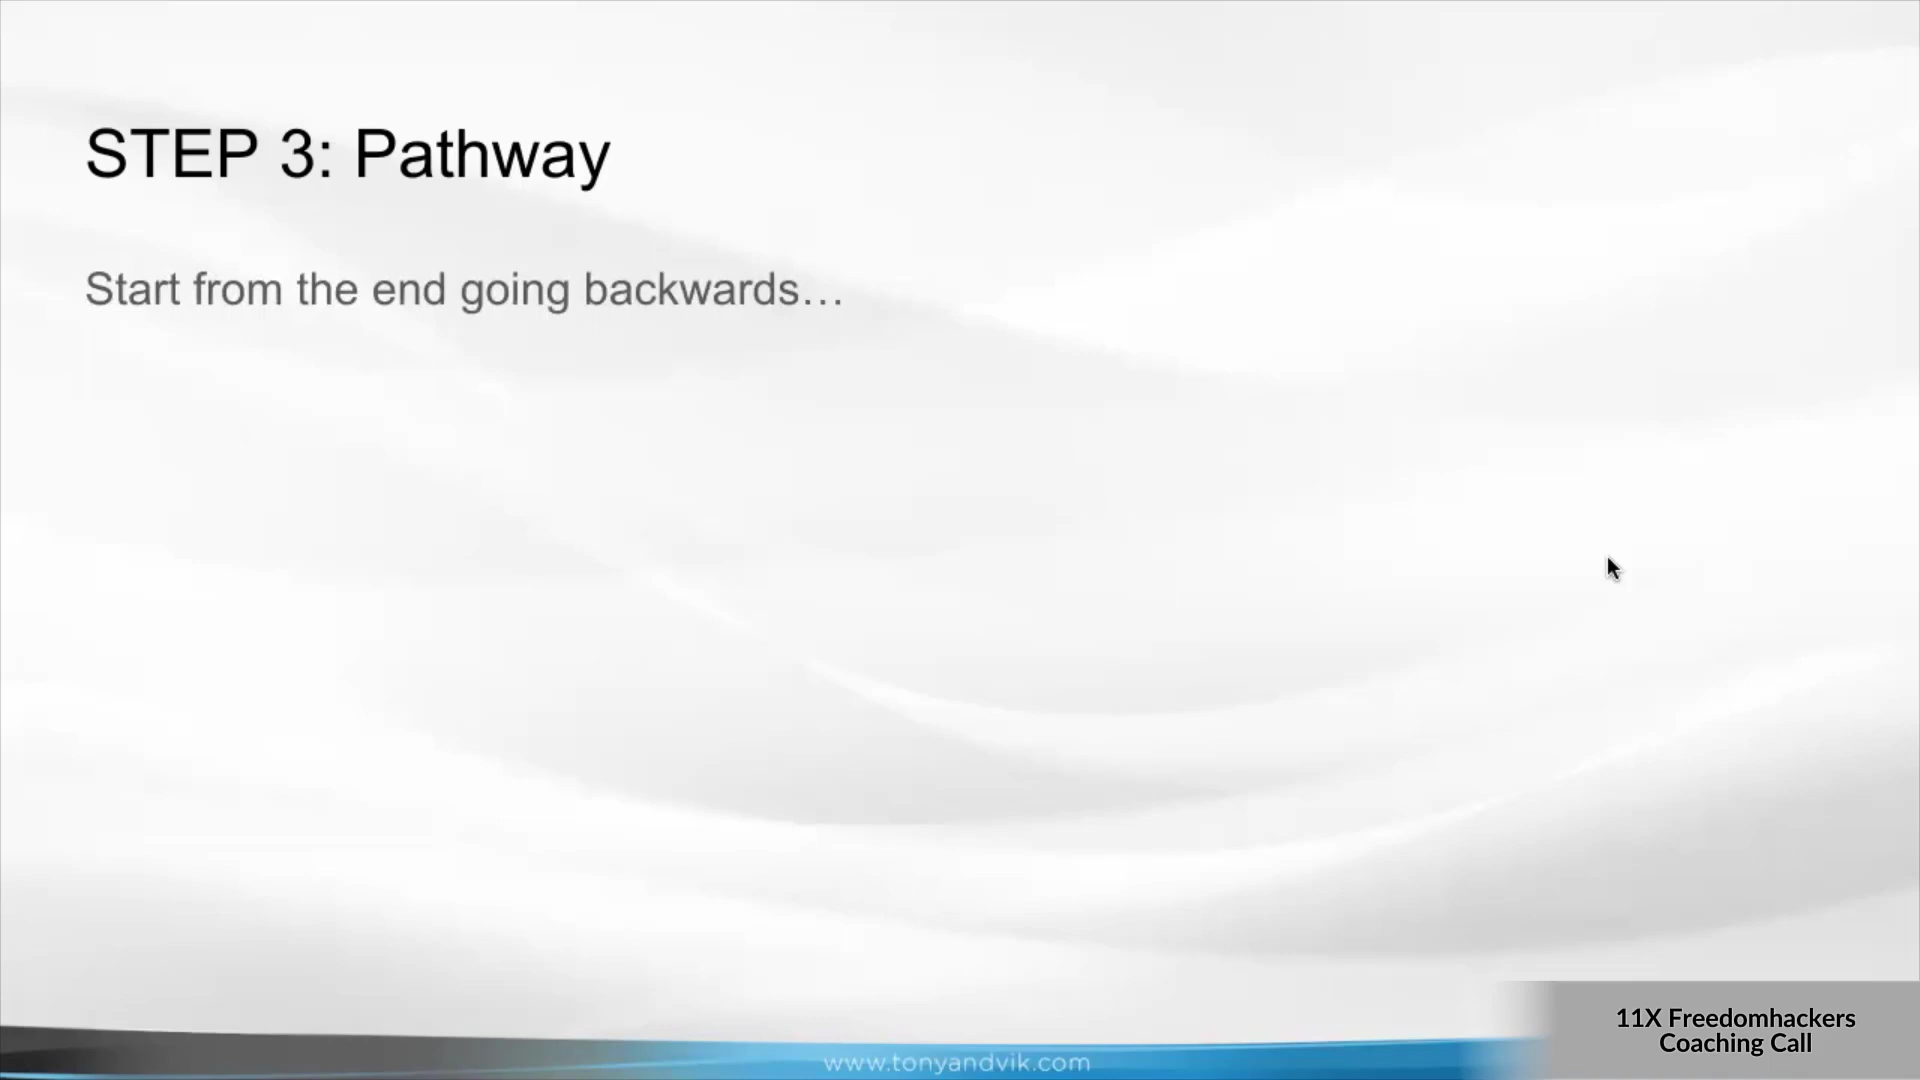 STEP 3: Pathway
Start from the end going backwards…
11X Freedomhackers
Coaching Call
www.tonyandvik.com